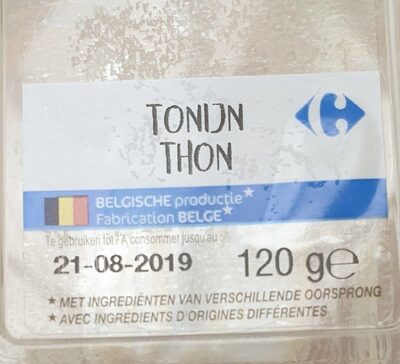 TONIJN
THON
BELGISCHE productie*
Fabrication BELGE*
Te gebruiken tot / A consommer jusqu'au :
21-08-2019 120 g℮
* MET INGREDIËNTEN VAN VERSCHILLENDE OORSPRONG
* AVEC INGRÉDIENTS D'ORIGINES DIFFÉRENTES